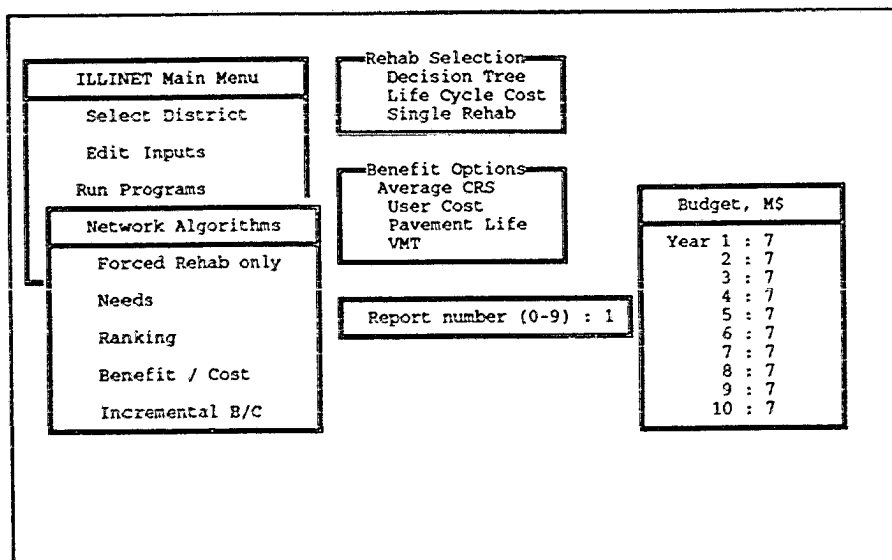 ILLINET Main Menu
Select District
Edit Inputs
Run Programs
Network Algorithms
Forced Rehab only
Needs
Ranking
Benefit / Cost
Incremental B/C
Rehab Selection
Decision Tree
Life Cycle Cost
Single Rehab
Benefit Options
Average CRS
User Cost
Pavement Life
VMT
Report number (0-9) : 1
Budget, M$
Year 1 : 7
2 : 7
3 : 7
4 : 7
5 : 7
6 : 7
7 : 7
8 : 7
9 : 7
10 : 7